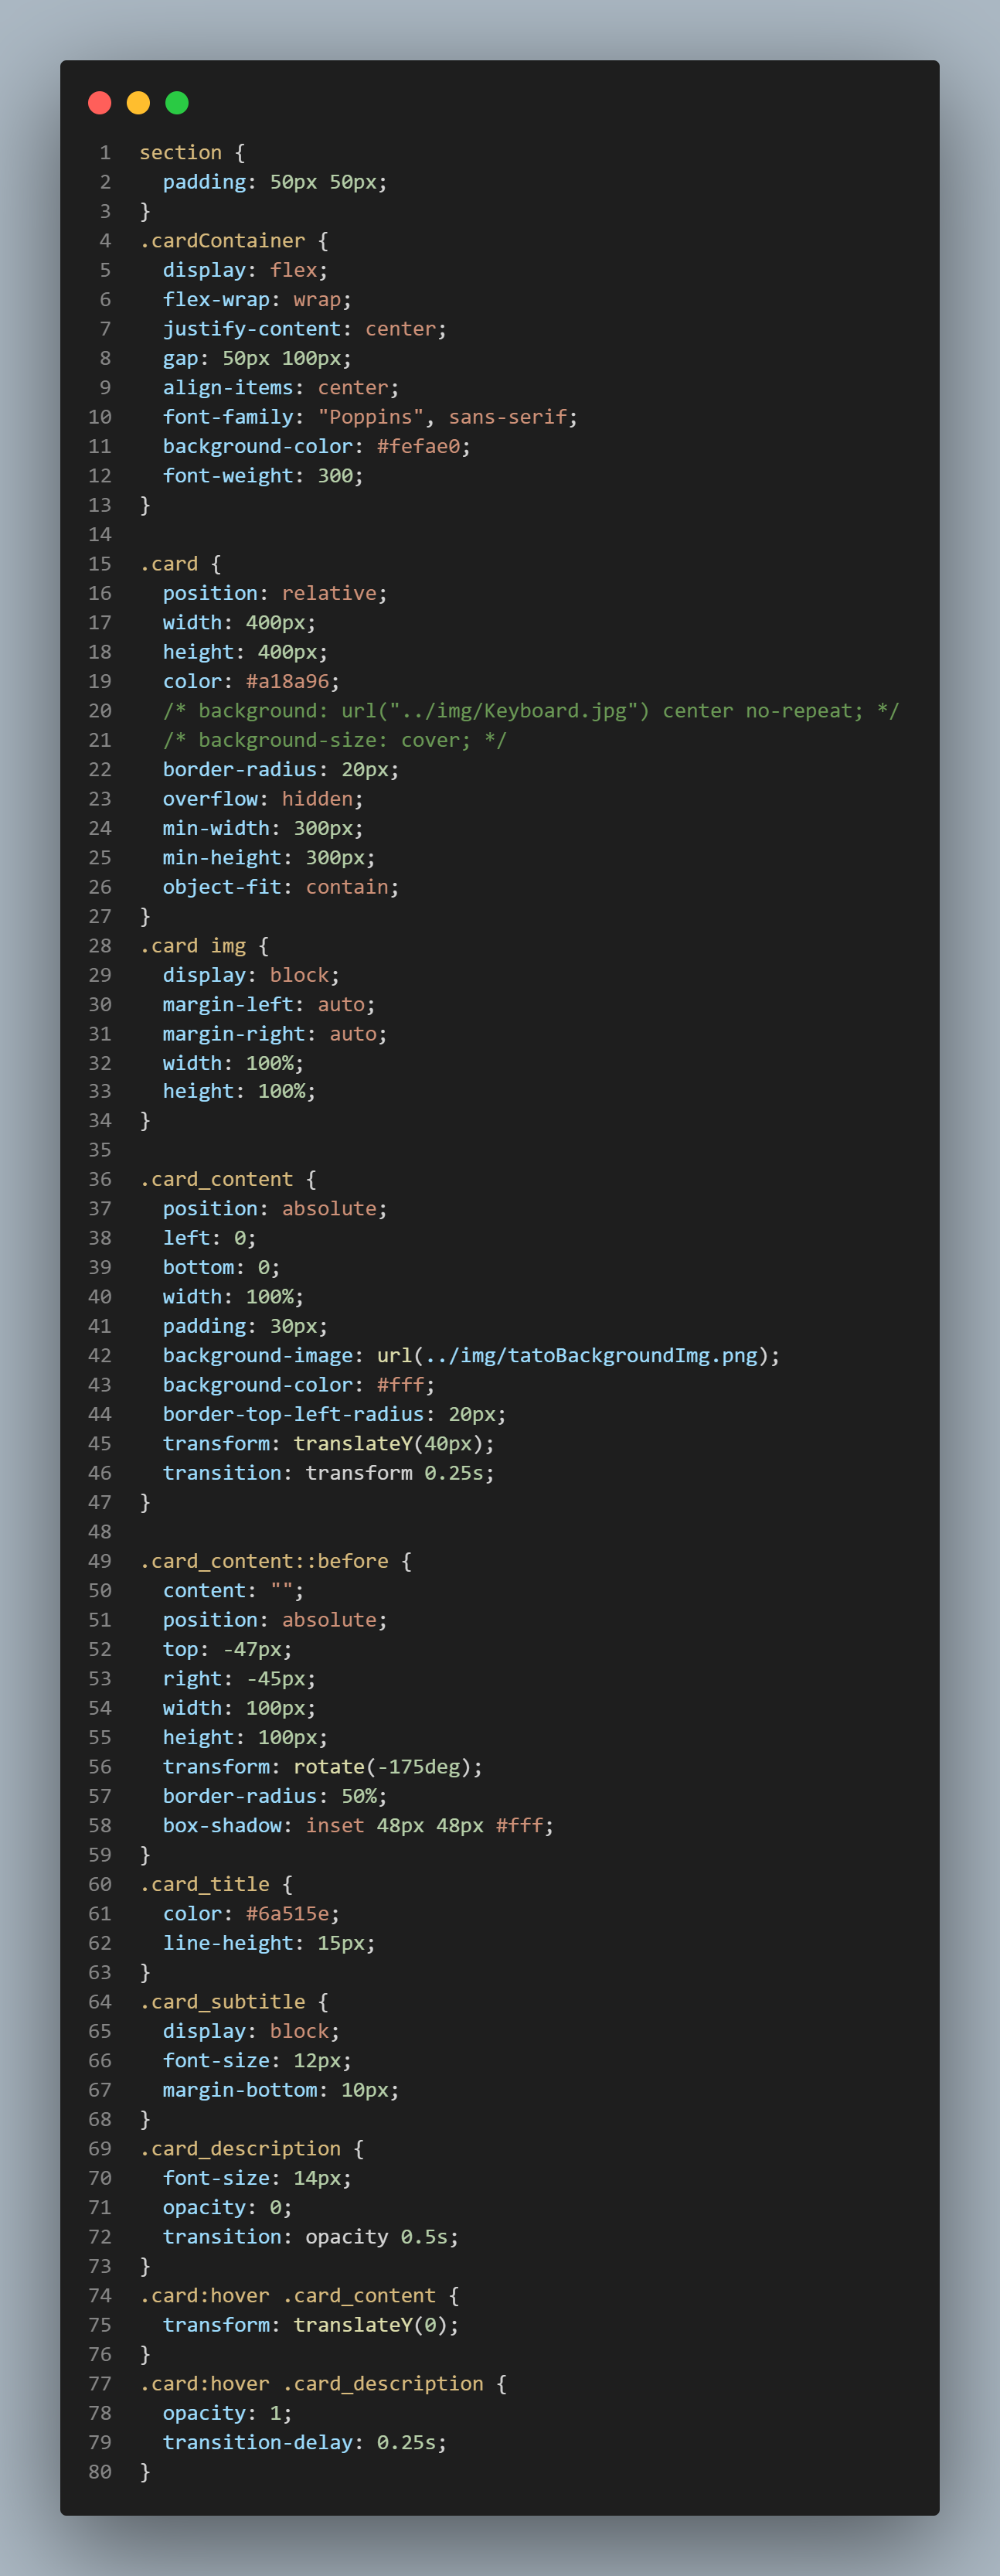 1 section {
2   padding: 50px 50px;
3 }
4 .cardContainer {
5   display: flex;
6   flex-wrap: wrap;
7   justify-content: center;
8   gap: 50px 100px;
9   align-items: center;
10   font-family: "Poppins", sans-serif;
11   background-color: #fefae0;
12   font-weight: 300;
13 }
14
15 .card {
16   position: relative;
17   width: 400px;
18   height: 400px;
19   color: #a18a96;
20   /* background: url("../img/Keyboard.jpg") center no-repeat; */
21   /* background-size: cover; */
22   border-radius: 20px;
23   overflow: hidden;
24   min-width: 300px;
25   min-height: 300px;
26   object-fit: contain;
27 }
28 .card img {
29   display: block;
30   margin-left: auto;
31   margin-right: auto;
32   width: 100%;
33   height: 100%;
34 }
35
36 .card_content {
37   position: absolute;
38   left: 0;
39   bottom: 0;
40   width: 100%;
41   padding: 30px;
42   background-image: url(../img/tatoBackgroundImg.png);
43   background-color: #fff;
44   border-top-left-radius: 20px;
45   transform: translateY(40px);
46   transition: transform 0.25s;
47 }
48
49 .card_content::before {
50   content: "";
51   position: absolute;
52   top: -47px;
53   right: -45px;
54   width: 100px;
55   height: 100px;
56   transform: rotate(-175deg);
57   border-radius: 50%;
58   box-shadow: inset 48px 48px #fff;
59 }
60 .card_title {
61   color: #6a515e;
62   line-height: 15px;
63 }
64 .card_subtitle {
65   display: block;
66   font-size: 12px;
67   margin-bottom: 10px;
68 }
69 .card_description {
70   font-size: 14px;
71   opacity: 0;
72   transition: opacity 0.5s;
73 }
74 .card:hover .card_content {
75   transform: translateY(0);
76 }
77 .card:hover .card_description {
78   opacity: 1;
79   transition-delay: 0.25s;
80 }